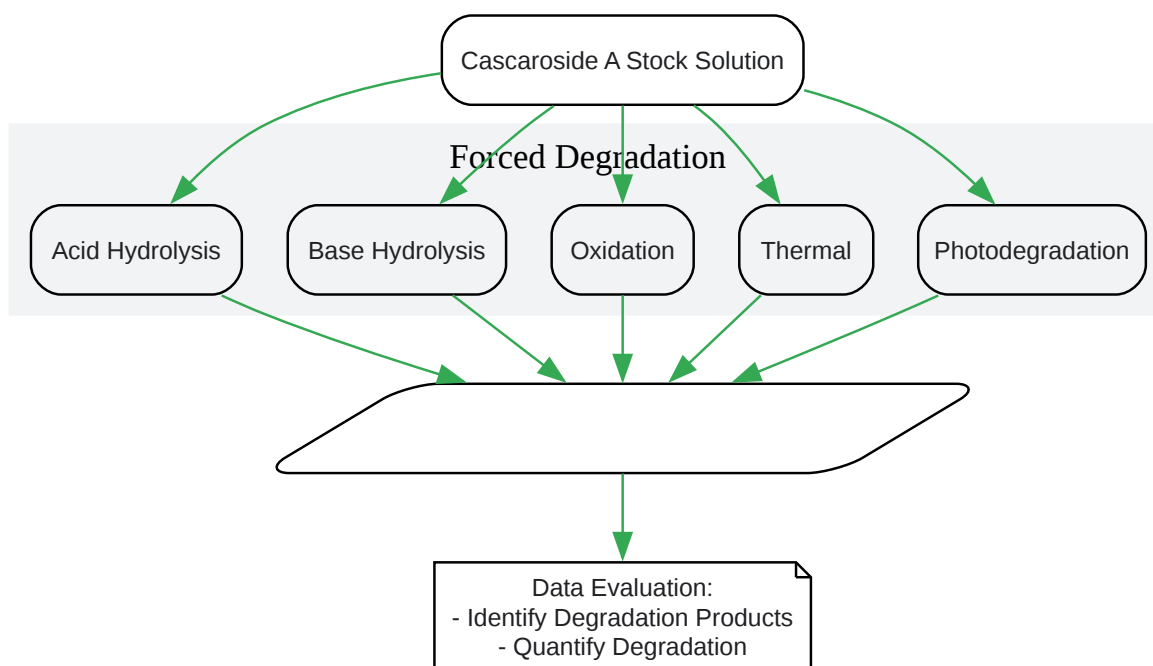 Cascaroside A Stock Solution
Forced Degradation
Acid Hydrolysis
Base Hydrolysis
Oxidation
Thermal
Photodegradation
Data Evaluation:
- Identify Degradation Products
- Quantify Degradation